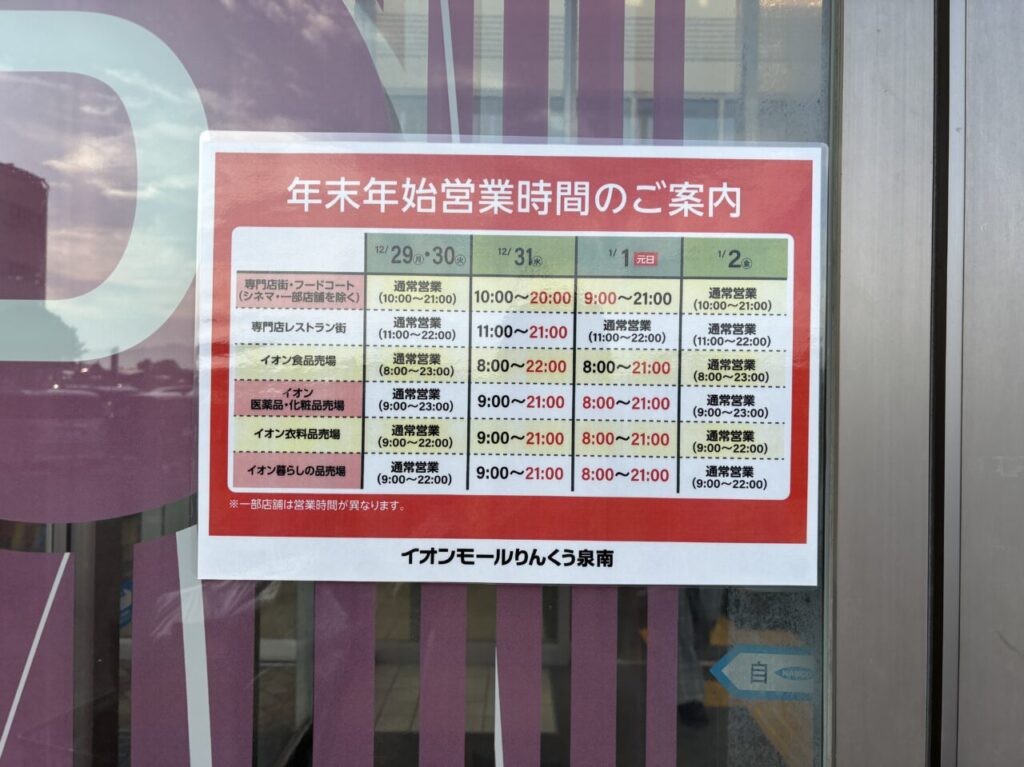 年末年始営業時間のご案内
12/29(月)・30(火) 12/31(水) 1/1 元日 1/2(金)
専門店街・フードコート
(シネマ・一部店舗を除く)
通常営業
(10:00～21:00)
10:00～20:00
9:00～21:00
通常営業
(10:00～21:00)
専門店レストラン街
通常営業
(11:00～22:00)
11:00～21:00
通常営業
(11:00～22:00)
通常営業
(11:00～22:00)
イオン食品売場
通常営業
(8:00～23:00)
8:00～22:00
8:00～21:00
通常営業
(8:00～23:00)
イオン
医薬品・化粧品売場
通常営業
(9:00～23:00)
9:00～21:00
8:00～21:00
通常営業
(9:00～23:00)
イオン衣料品売場
通常営業
(9:00～22:00)
9:00～21:00
8:00～21:00
通常営業
(9:00～22:00)
イオン暮らしの品売場
通常営業
(9:00～22:00)
9:00～21:00
8:00～21:00
通常営業
(9:00～22:00)
※一部店舗は営業時間が異なります。
イオンモールりんくう泉南
自
NABCO